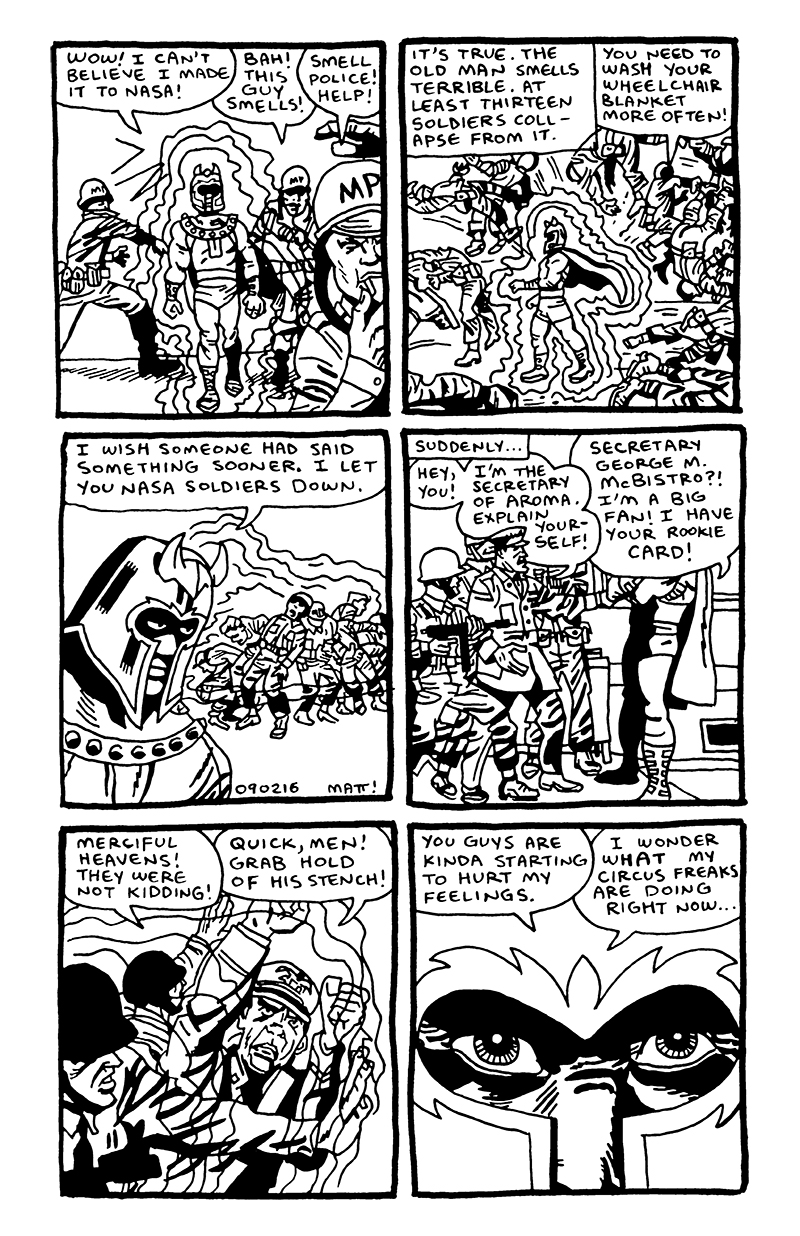 WOW! I CAN'T
BELIEVE I MADE
IT TO NASA!
BAH!
THIS
GUY
SMELLS!
SMELL
POLICE!
HELP!
MP
MP
MP
IT'S TRUE. THE
OLD MAN SMELLS
TERRIBLE. AT
LEAST THIRTEEN
SOLDIERS COLL-
APSE FROM IT.
YOU NEED TO
WASH YOUR
WHEELCHAIR
BLANKET
MORE OFTEN!
I WISH SOMEONE HAD SAID
SOMETHING SOONER. I LET
YOU NASA SOLDIERS DOWN.
090216 MATT!
SUDDENLY...
HEY,
YOU!
I'M THE
SECRETARY
OF AROMA.
EXPLAIN
YOUR-
SELF!
SECRETARY
GEORGE M.
McBISTRO?!
I'M A BIG
FAN! I HAVE
YOUR ROOKIE
CARD!
MERCIFUL
HEAVENS!
THEY WERE
NOT KIDDING!
QUICK, MEN!
GRAB HOLD
OF HIS STENCH!
YOU GUYS ARE
KINDA STARTING
TO HURT MY
FEELINGS.
I WONDER
WHAT MY
CIRCUS FREAKS
ARE DOING
RIGHT NOW...